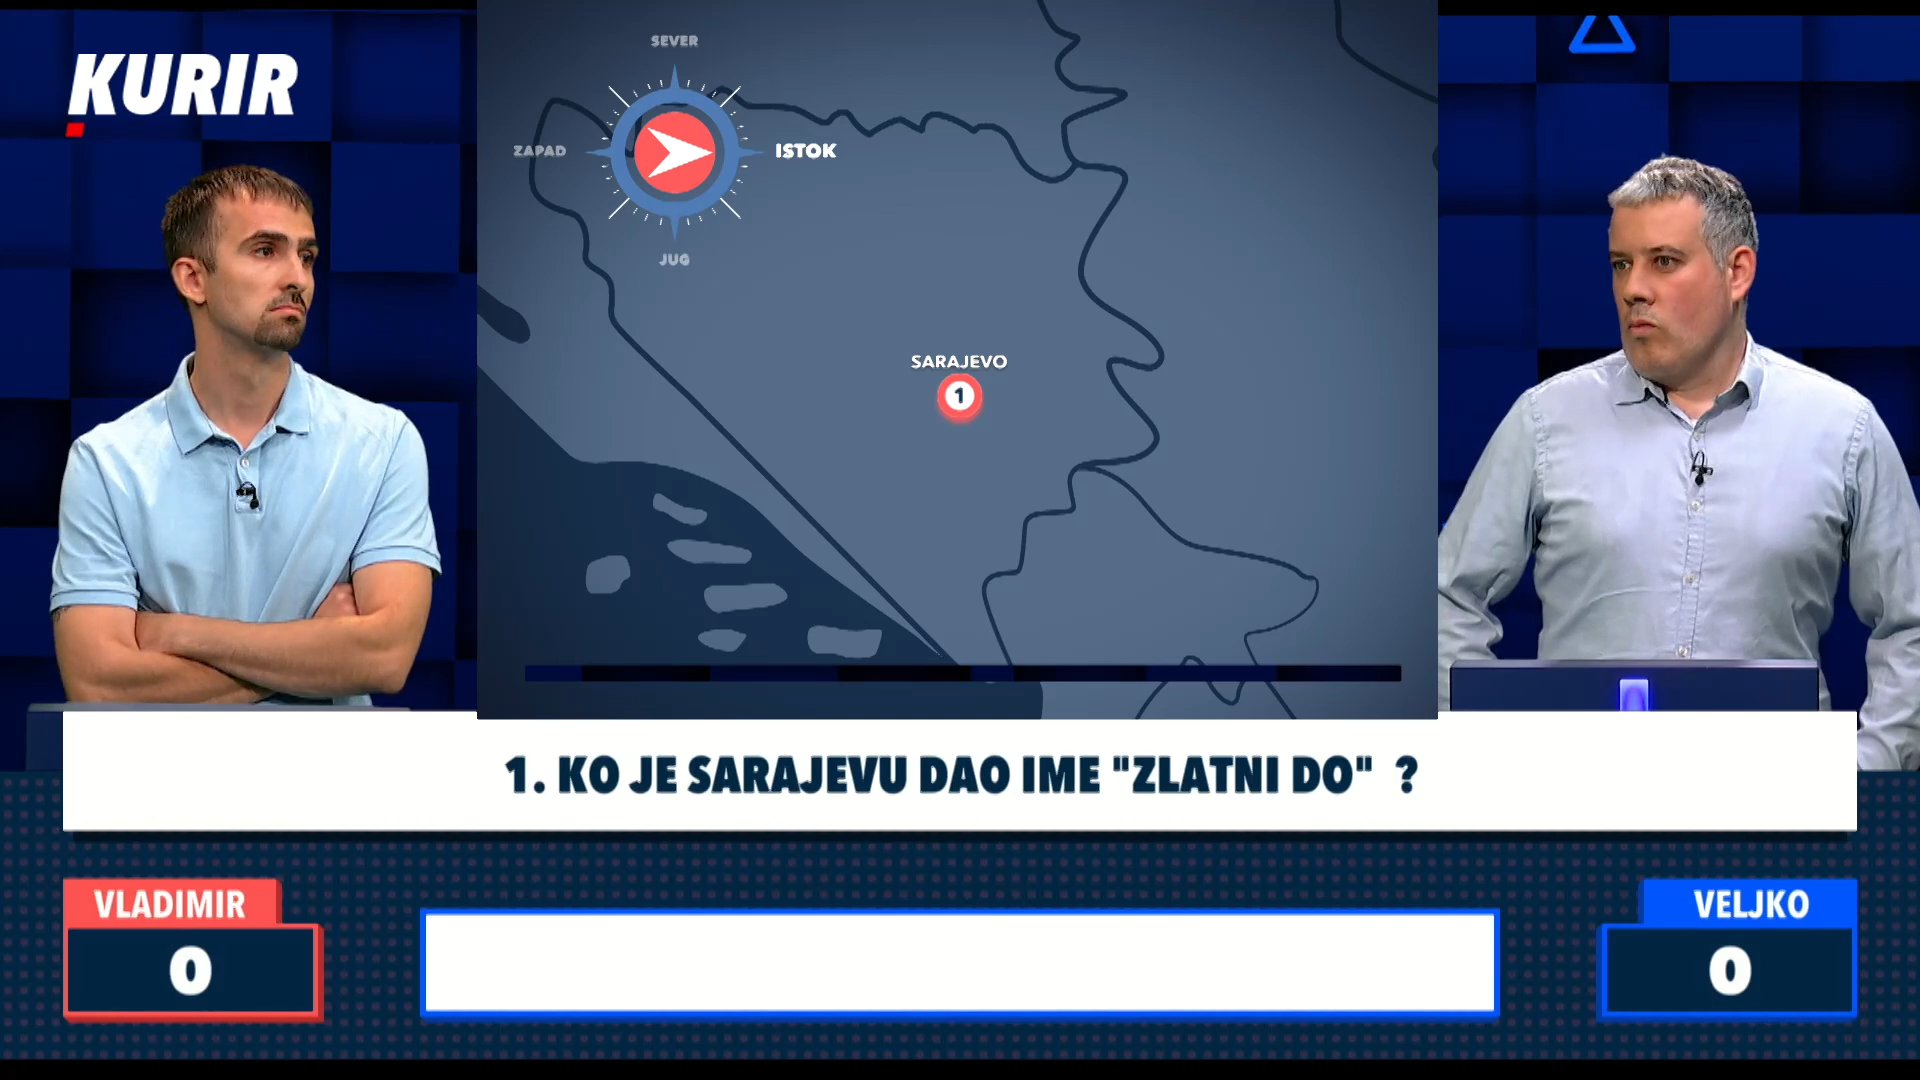 KURIR
SEVER
ZAPAD
ISTOK
JUG
SARAJEVO
1
1. KO JE SARAJEVU DAO IME "ZLATNI DO" ?
VLADIMIR
0
VELJKO
0